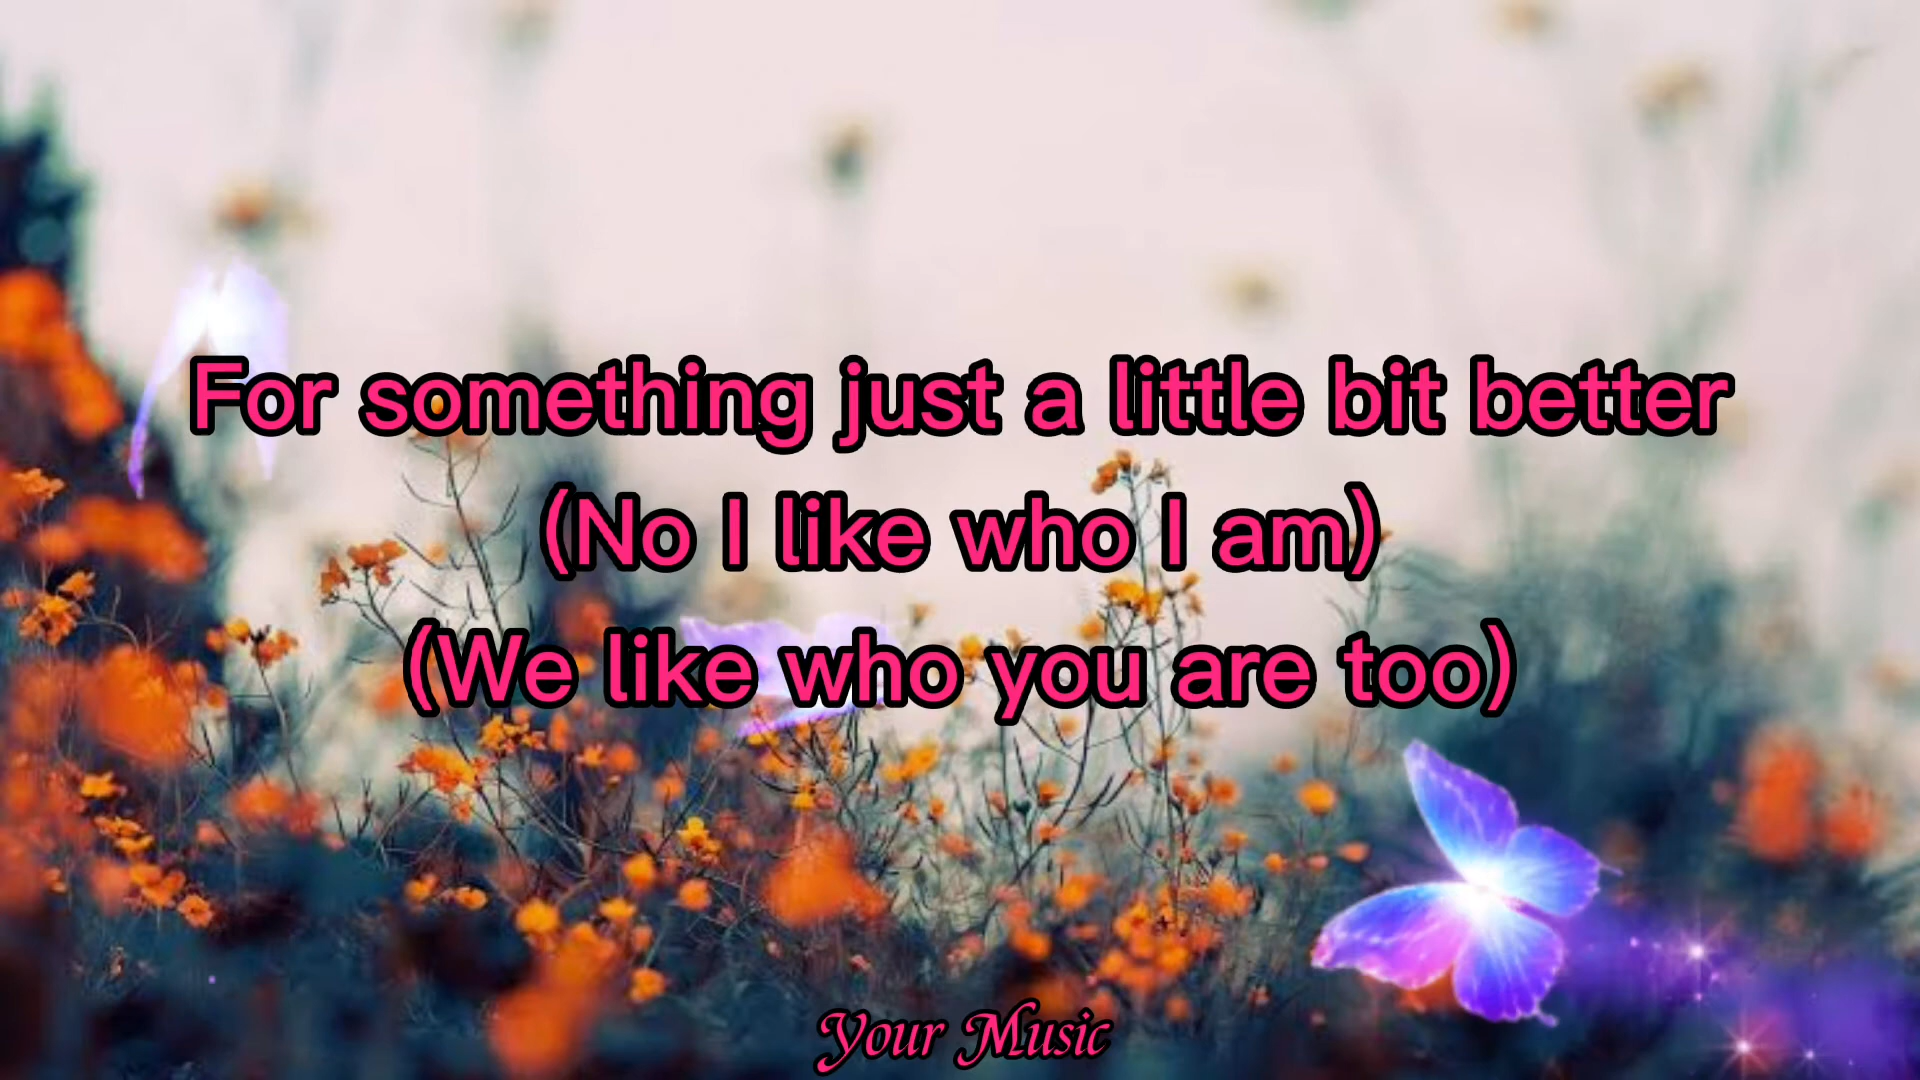 For something just a little bit better
(No I like who I am)
(We like who you are too)
Your Music